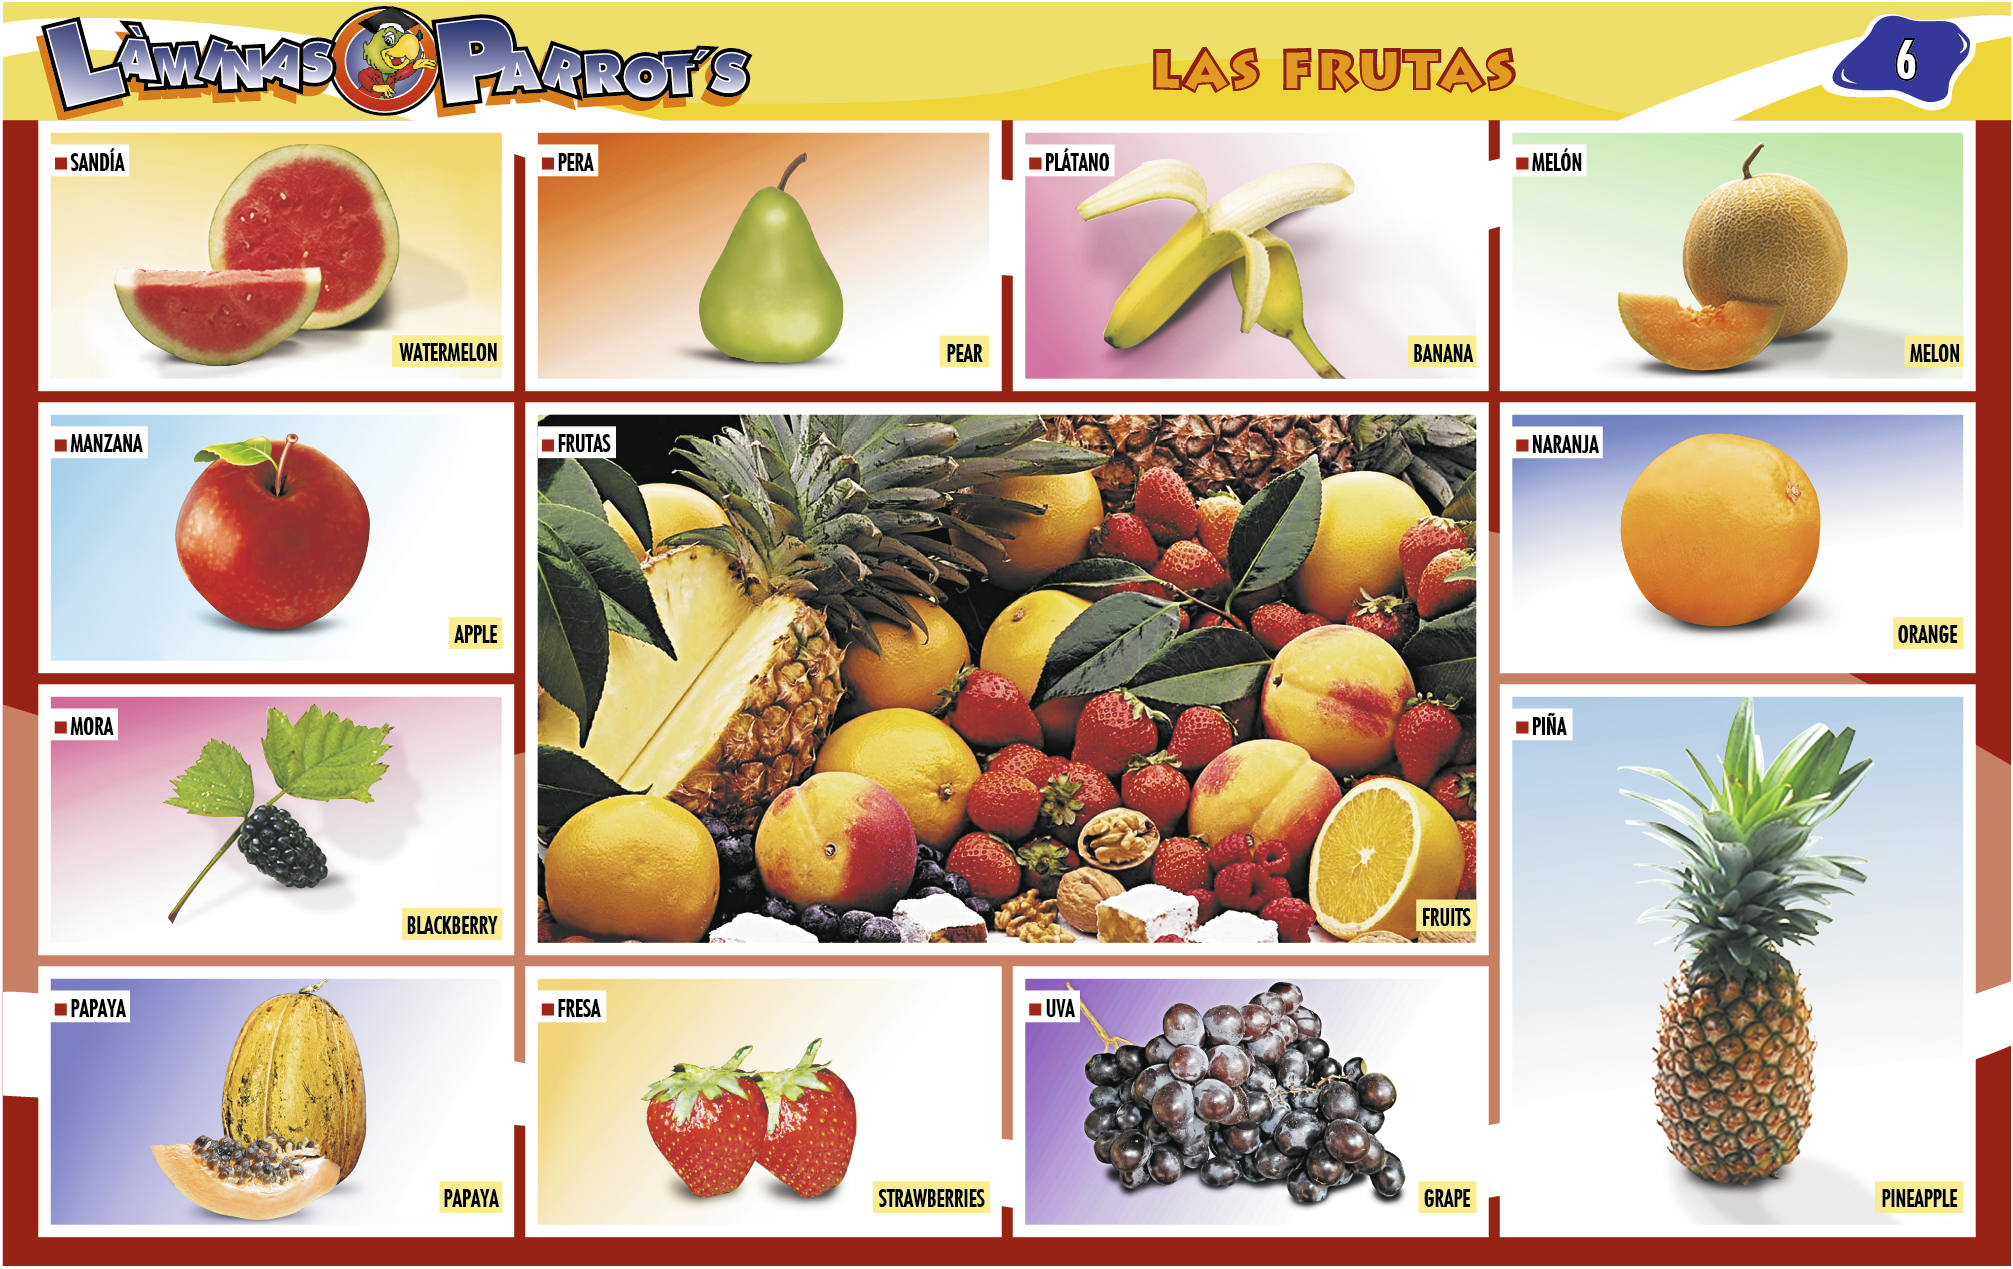 LÀMINAS PARROT´S
LAS FRUTAS
6
SANDÍA
WATERMELON
PERA
PEAR
PLÁTANO
BANANA
MELÓN
MELON
MANZANA
APPLE
FRUTAS
FRUITS
NARANJA
ORANGE
MORA
BLACKBERRY
PIÑA
PINEAPPLE
PAPAYA
PAPAYA
FRESA
STRAWBERRIES
UVA
GRAPE